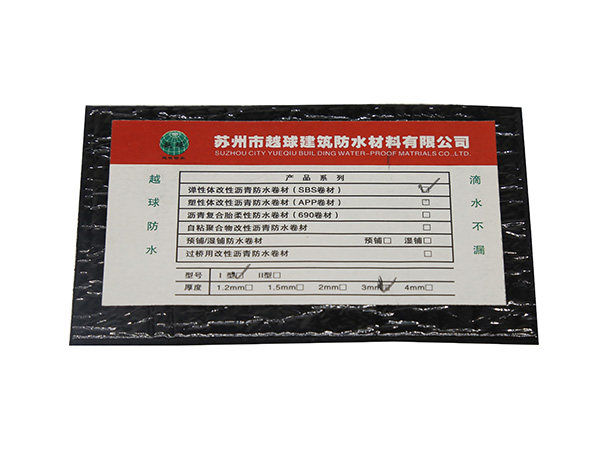 苏州市越球建筑防水材料有限公司
SUZHOU CITY YUEQIU BUILDING WATER-PROOF MATRIALS CO.,LTD.
越球防水
产品系列
弹性体改性沥青防水卷材(SBS卷材)
塑性体改性沥青防水卷材(APP卷材)□
沥青复合胎柔性防水卷材(690卷材)□
自粘聚合物改性沥青防水卷材□
预铺/湿铺防水卷材 预铺□ 湿铺□
过桥用改性沥青防水卷材□
型号 I型□ II型□
厚度 1.2mm□ 1.5mm□ 2mm□ 3mm□ 4mm□
滴水不漏